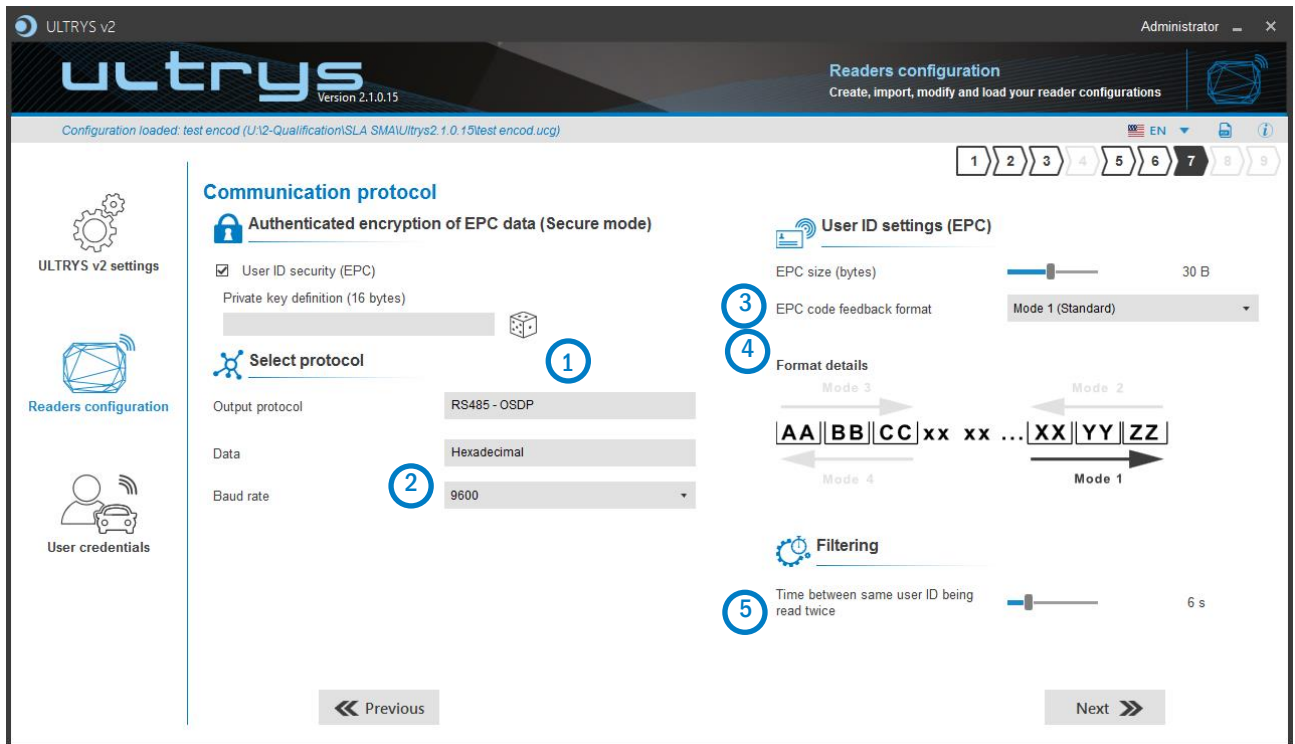 ULTRYS v2
Administrator
ultrys
Version 2.1.0.15
Readers configuration
Create, import, modify and load your reader configurations
Configuration loaded: test encod (U:\2-Qualification\SLA SMA\Ultrys2.1.0.15\test encod.ucg)
EN
1 2 3 4 5 6 7 8 9
ULTRYS v2 settings
Readers configuration
User credentials
Communication protocol
Authenticated encryption of EPC data (Secure mode)
User ID security (EPC)
Private key definition (16 bytes)
1
Select protocol
Output protocol
RS485 - OSDP
Data
Hexadecimal
2
Baud rate
9600
User ID settings (EPC)
EPC size (bytes)
30 B
3
EPC code feedback format
Mode 1 (Standard)
4
Format details
Mode 3
Mode 2
AA BB CC xx xx ... XX YY ZZ
Mode 4
Mode 1
Filtering
5
Time between same user ID being
read twice
6 s
Previous
Next